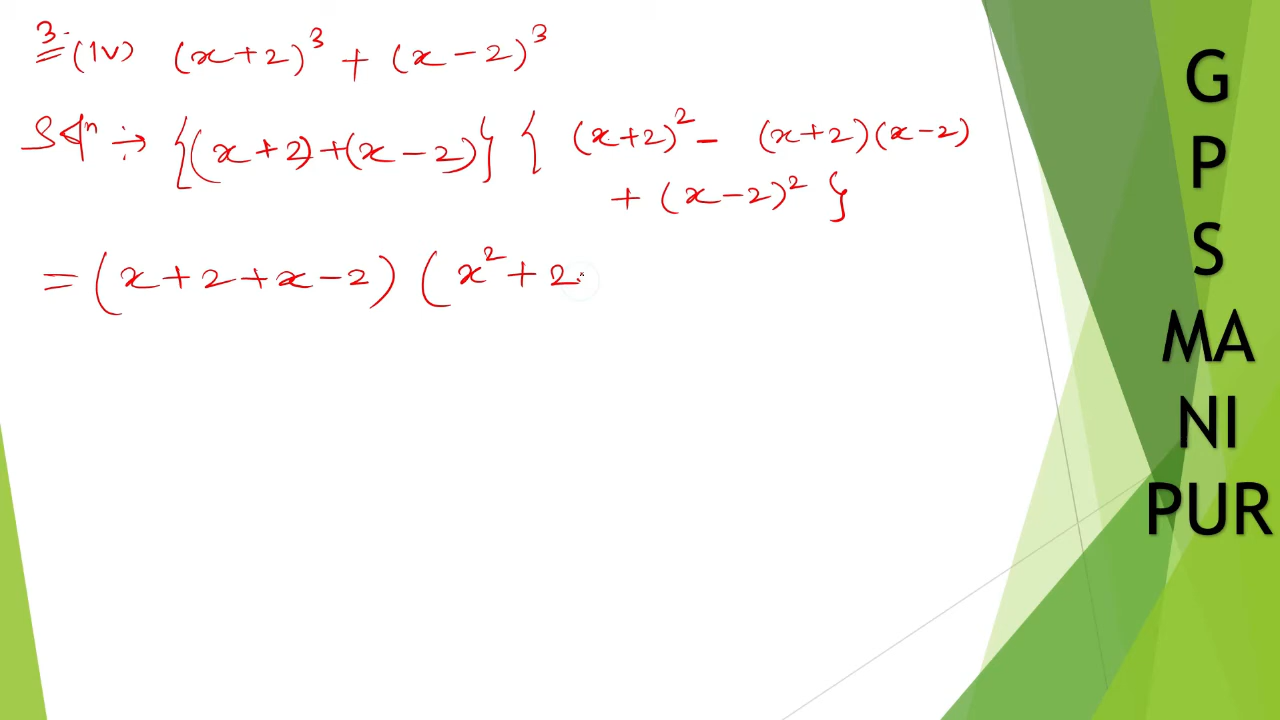 3. (iv) (x+2)³ + (x-2)³
Solⁿ :→ {(x+2)+(x-2)} { (x+2)² - (x+2)(x-2)
+ (x-2)² }
= (x+2+x-2) (x² + 2.
G
P
S
MA
NI
PUR